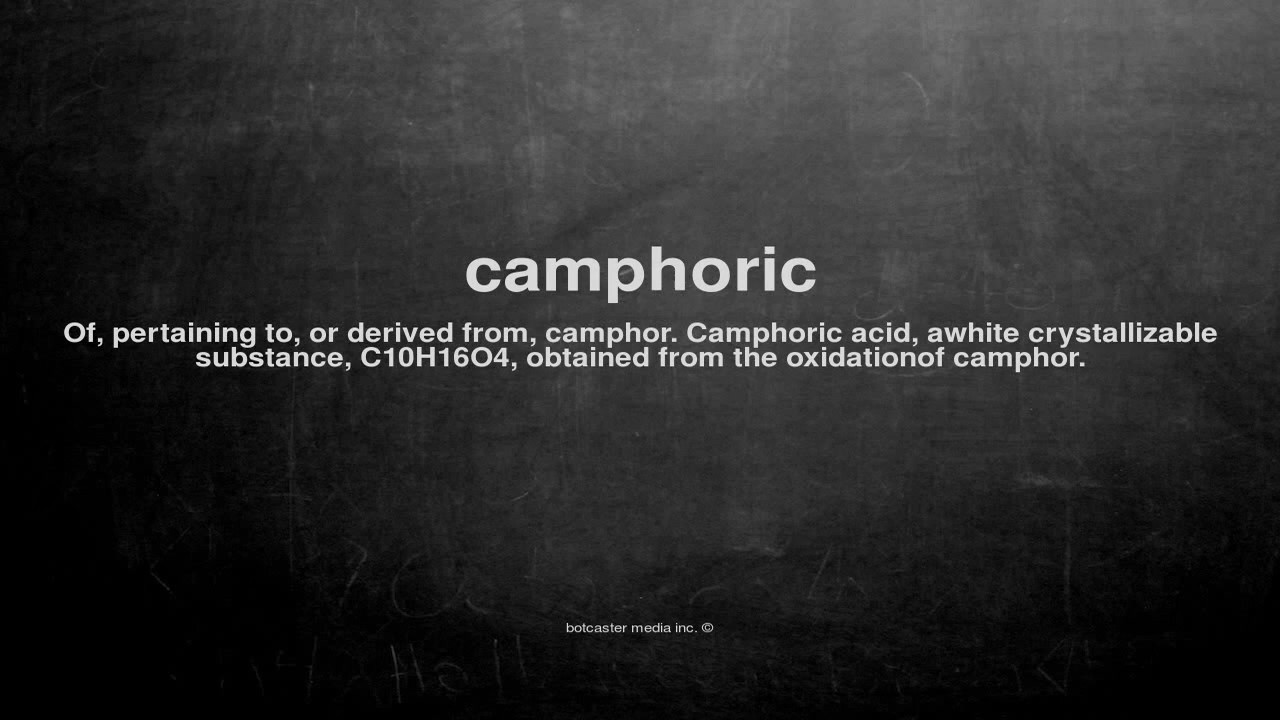 camphoric
Of, pertaining to, or derived from, camphor. Camphoric acid, awhite crystallizable
substance, C10H16O4, obtained from the oxidationof camphor.
botcaster media inc. ©